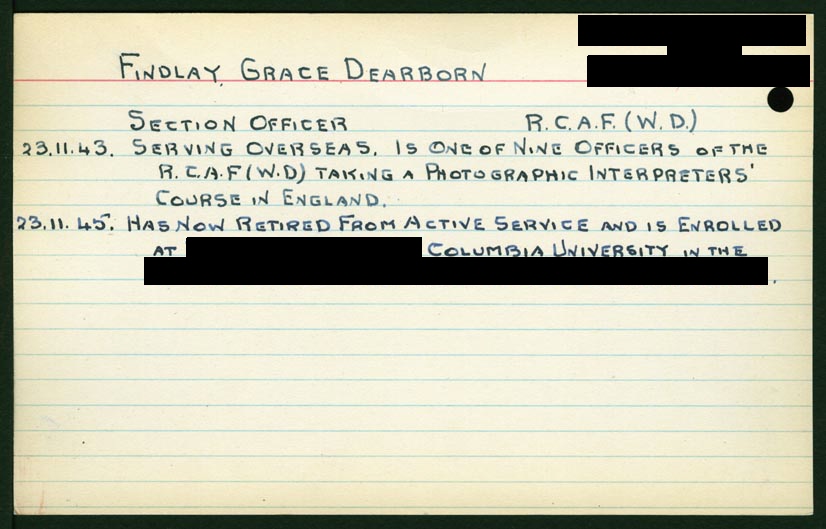 FINDLAY, GRACE DEARBORN
SECTION OFFICER R.C.A.F. (W.D.)
23.11.43. SERVING OVERSEAS. IS ONE OF NINE OFFICERS OF THE
R.C.A.F (W.D) TAKING A PHOTOGRAPHIC INTERPRETERS'
COURSE IN ENGLAND.
23.11.45. HAS NOW RETIRED FROM ACTIVE SERVICE AND IS ENROLLED
AT COLUMBIA UNIVERSITY IN THE
.